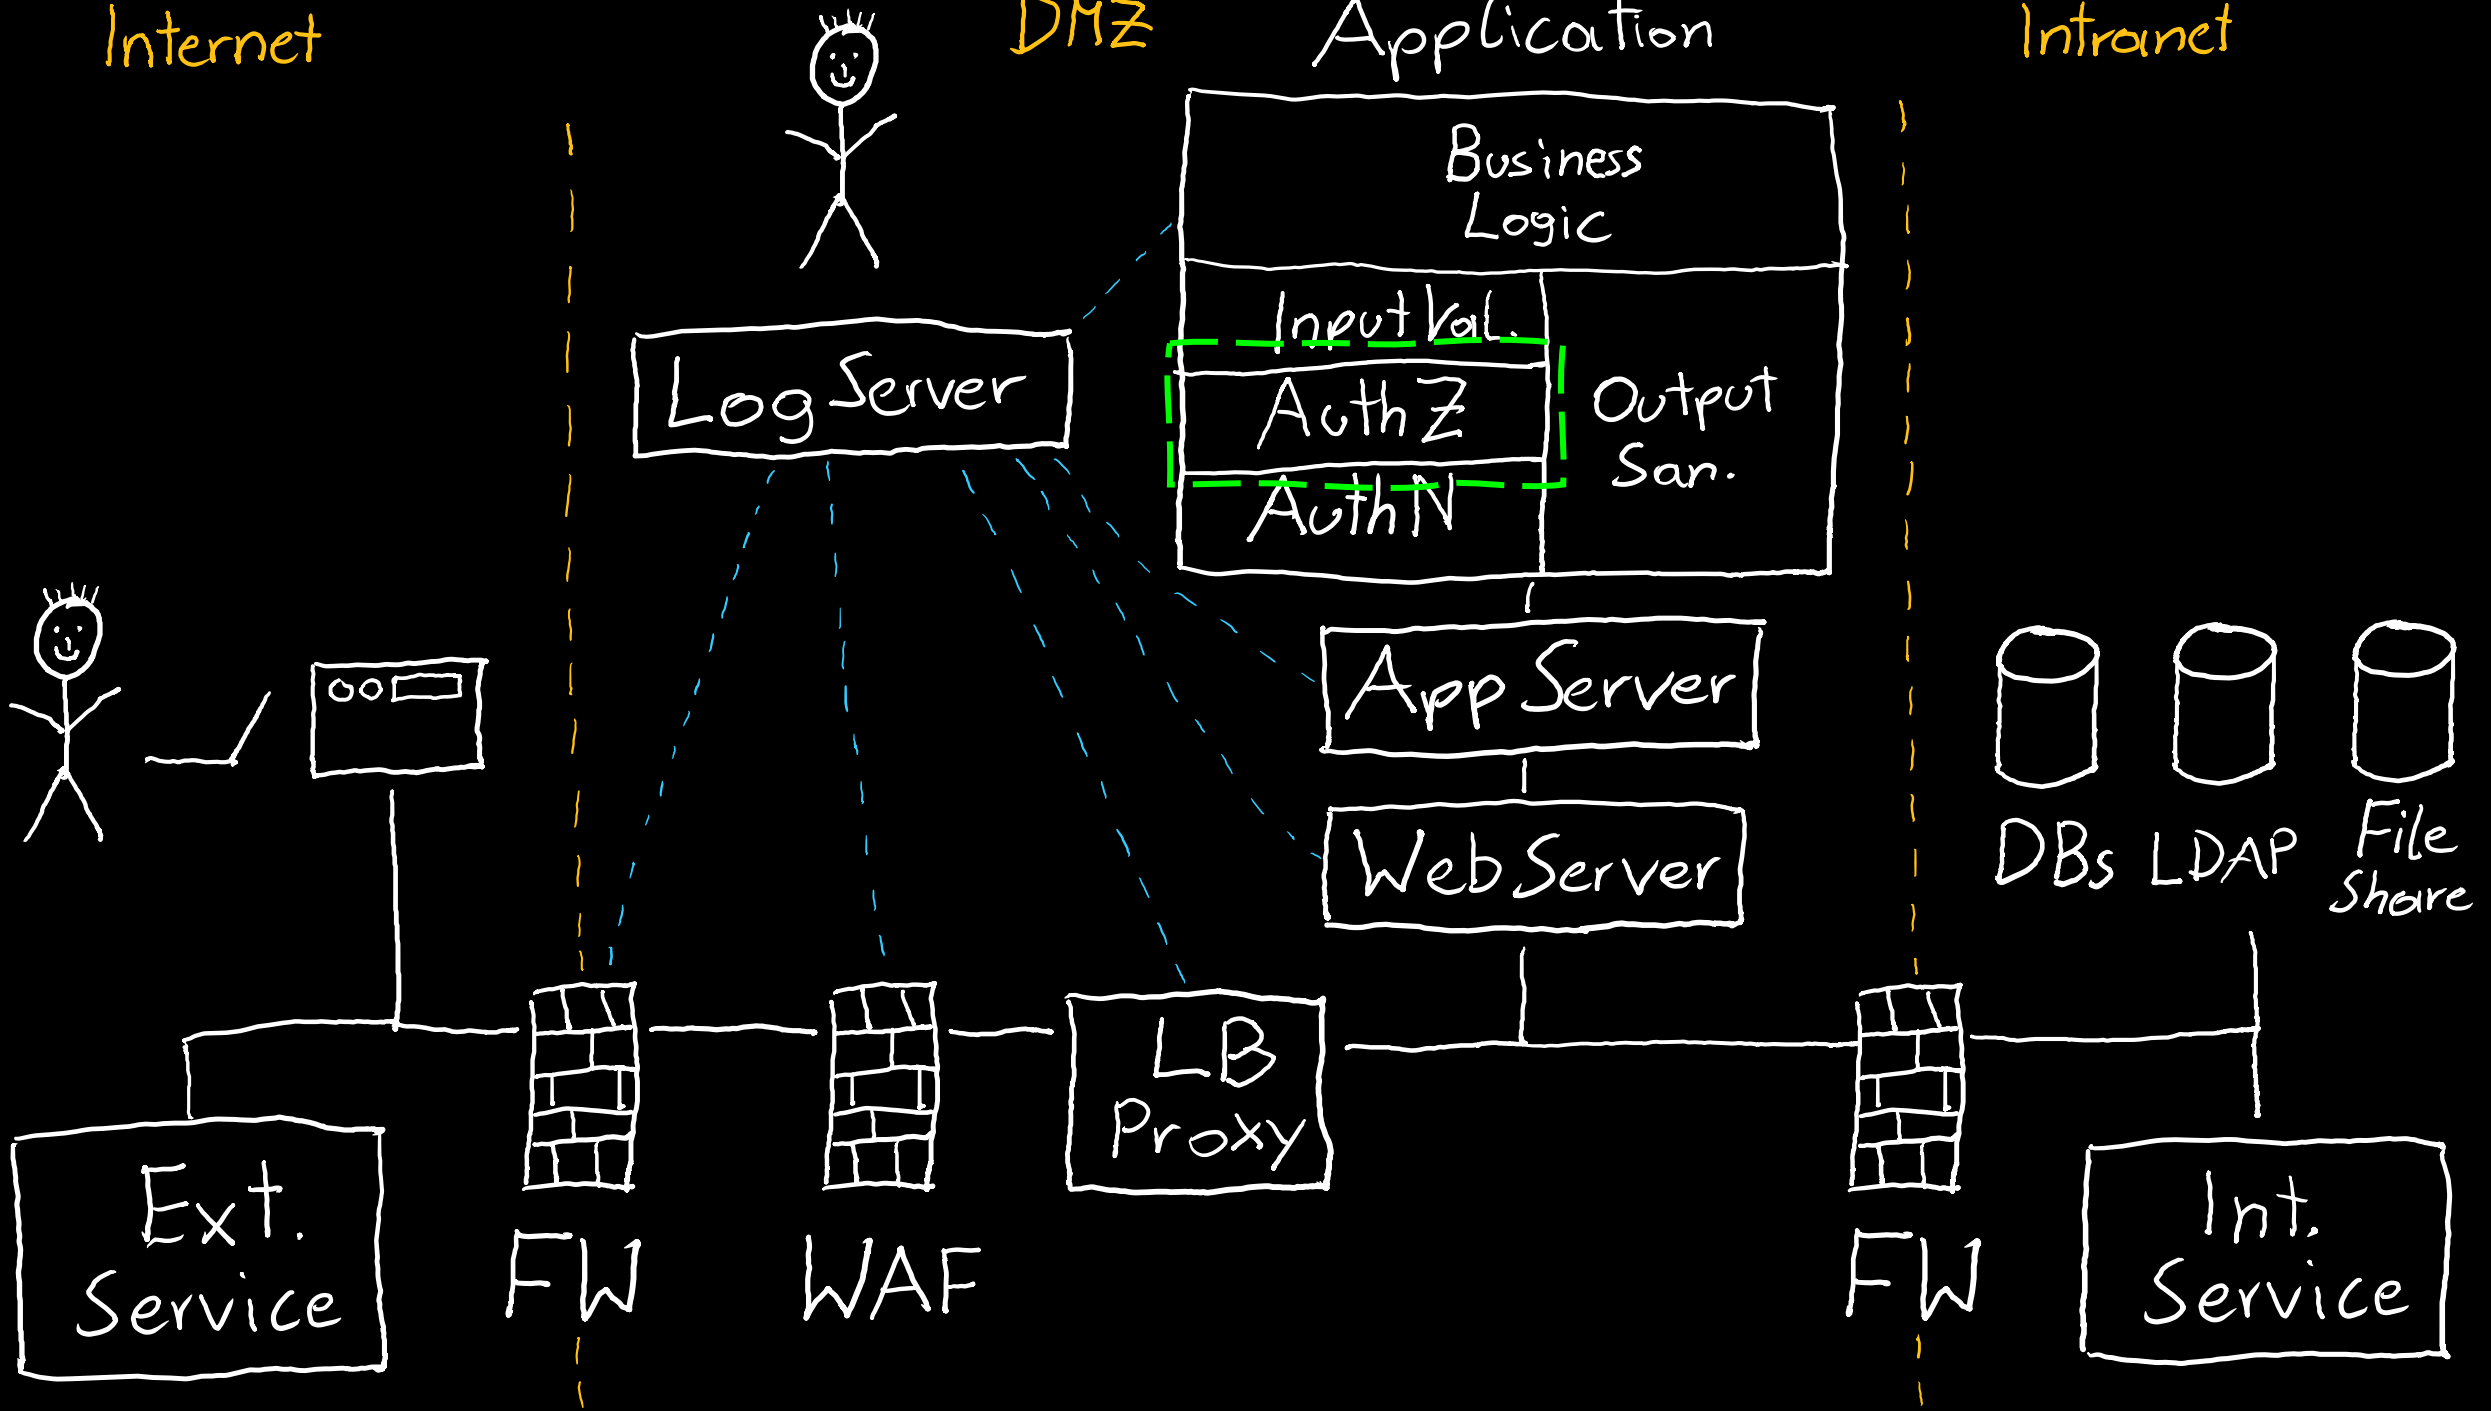 Internet
DMZ
Application
Intranet
Business
Logic
Input Val.
Log Server
AuthZ
Output
San.
AuthN
App Server
Web Server
DBs
LDAP
File
Share
LB
Proxy
Ext.
Service
FW
WAF
FW
Int.
Service